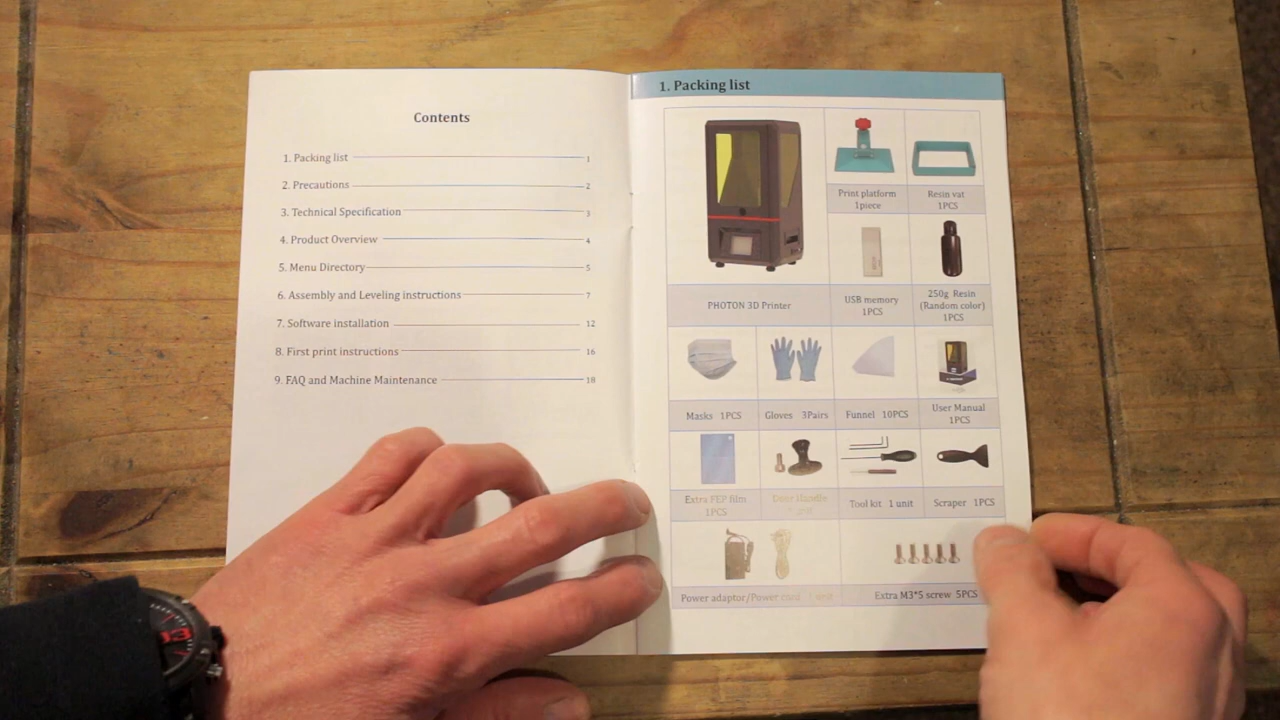 Contents
1. Packing list 1
2. Precautions 2
3. Technical Specification 3
4. Product Overview 4
5. Menu Directory 5
6. Assembly and Leveling instructions 7
7. Software installation 12
8. First print instructions 16
9. FAQ and Machine Maintenance 18
1. Packing list
Print platform
1piece
Resin vat
1PCS
PHOTON 3D Printer
USB memory
1PCS
250g Resin
(Random color)
1PCS
Masks 1PCS
Gloves 3Pairs
Funnel 10PCS
User Manual
1PCS
Extra FEP film
1PCS
Door Handle
Tool kit 1 unit
Scraper 1PCS
Power adaptor/Power cord 1 unit
Extra M3*5 screw 5PCS